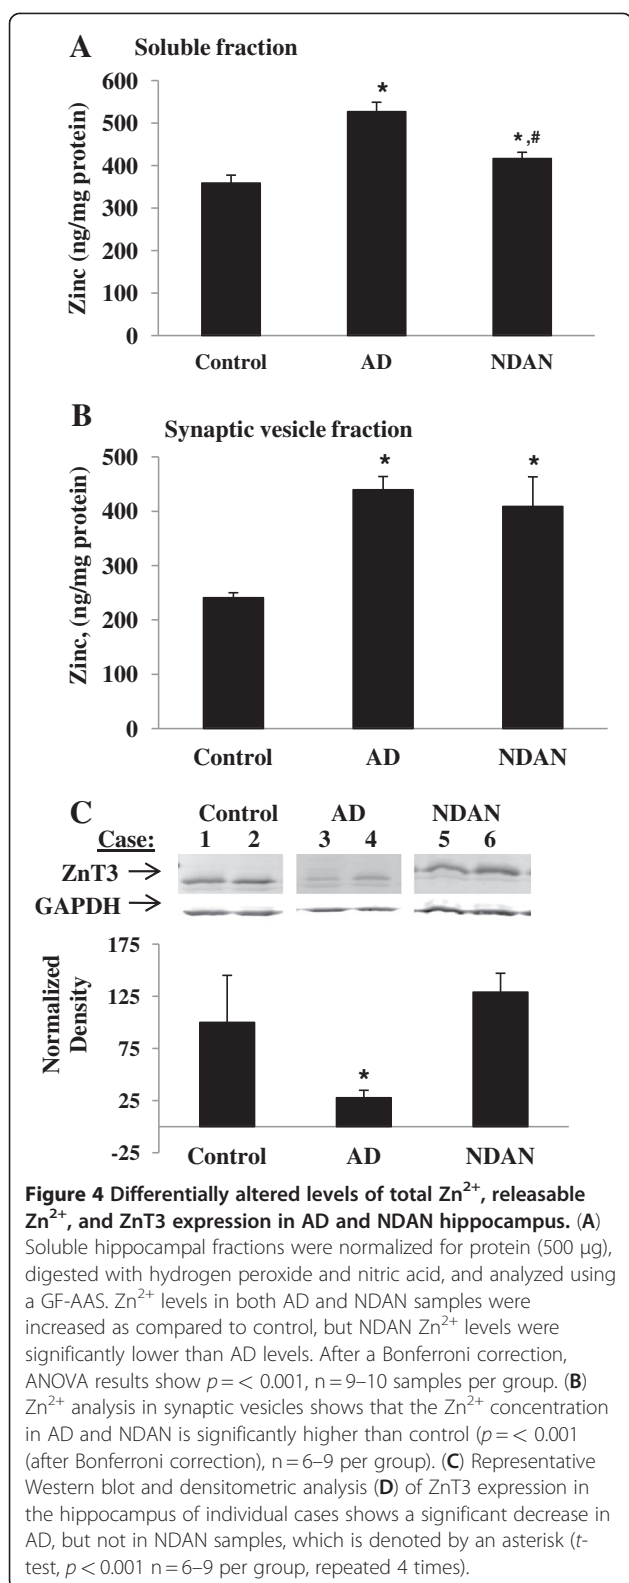 A Soluble fraction
Zinc (ng/mg protein)
600
500
400
300
200
100
0
*
*,#
Control AD NDAN
B Synaptic vesicle fraction
Zinc, (ng/mg protein)
500
400
300
200
100
0
*
*
Control AD NDAN
C Control AD NDAN
Case: 1 2 3 4 5 6
ZnT3
GAPDH
Normalized
Density
175
125
75
25
-25
*
Control AD NDAN
Figure 4 Differentially altered levels of total Zn²⁺, releasable
Zn²⁺, and ZnT3 expression in AD and NDAN hippocampus. (A)
Soluble hippocampal fractions were normalized for protein (500 μg),
digested with hydrogen peroxide and nitric acid, and analyzed using
a GF-AAS. Zn²⁺ levels in both AD and NDAN samples were
increased as compared to control, but NDAN Zn²⁺ levels were
significantly lower than AD levels. After a Bonferroni correction,
ANOVA results show p = < 0.001, n = 9–10 samples per group. (B)
Zn²⁺ analysis in synaptic vesicles shows that the Zn²⁺ concentration
in AD and NDAN is significantly higher than control (p = < 0.001
(after Bonferroni correction), n = 6–9 per group). (C) Representative
Western blot and densitometric analysis (D) of ZnT3 expression in
the hippocampus of individual cases shows a significant decrease in
AD, but not in NDAN samples, which is denoted by an asterisk (t-
test, p < 0.001 n = 6–9 per group, repeated 4 times).